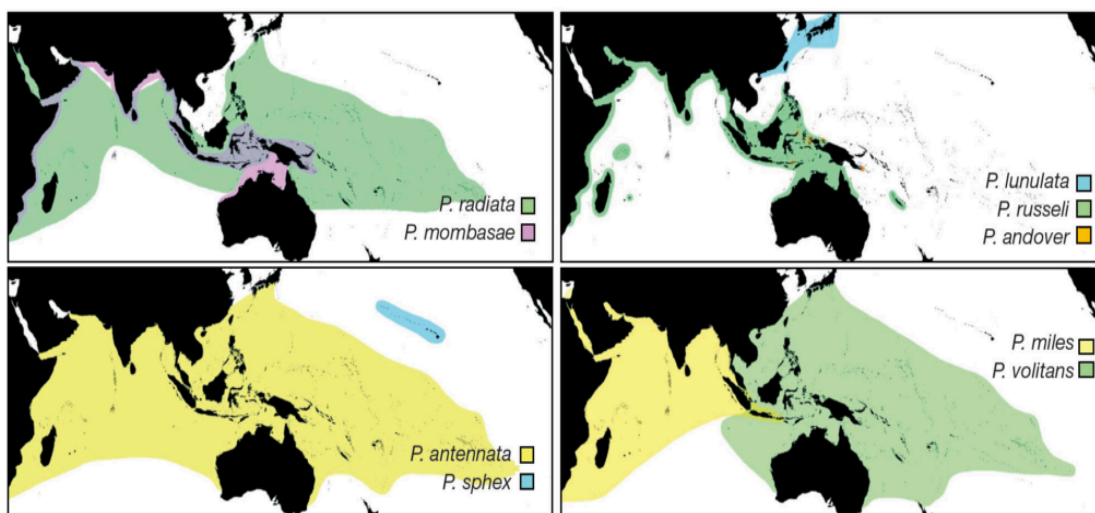 P. radiata
P. mombasae
P. lunulata
P. russeli
P. andover
P. antennata
P. sphex
P. miles
P. volitans